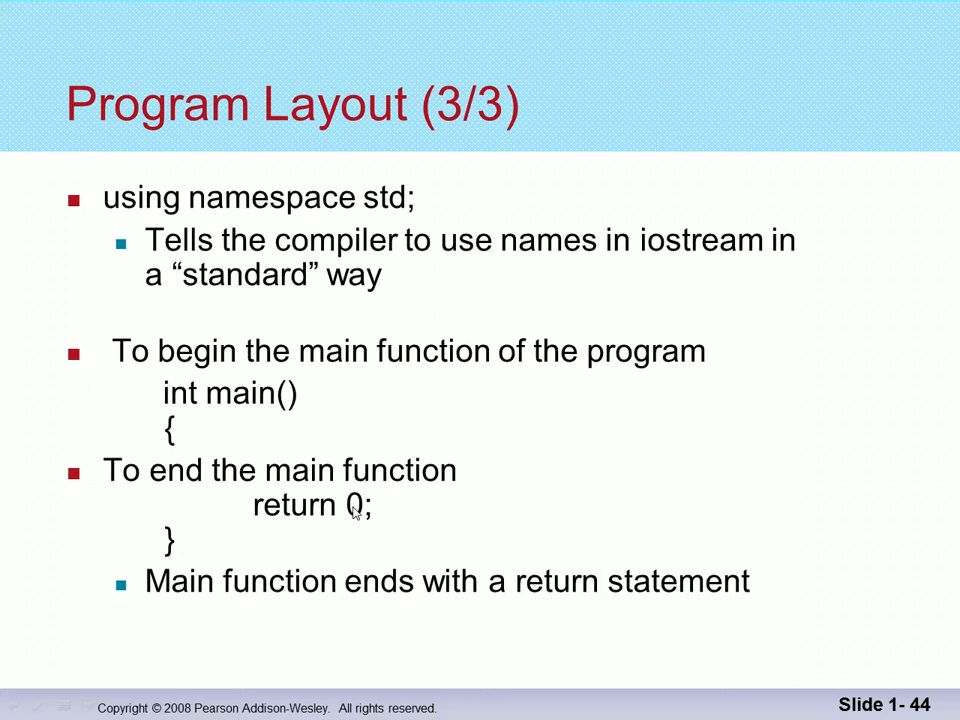 Program Layout (3/3)
using namespace std;
Tells the compiler to use names in iostream in
a “standard” way
To begin the main function of the program
int main()
{
To end the main function
return 0;
}
Main function ends with a return statement
Copyright © 2008 Pearson Addison-Wesley. All rights reserved.
Slide 1- 44